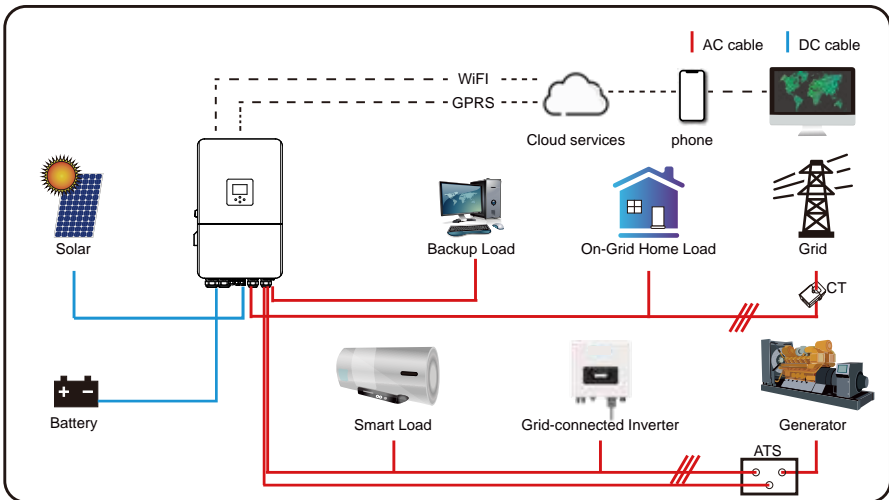 AC cable
DC cable
WiFI
GPRS
Cloud services
phone
Solar
Backup Load
On-Grid Home Load
Grid
CT
Battery
Smart Load
Grid-connected Inverter
Generator
ATS